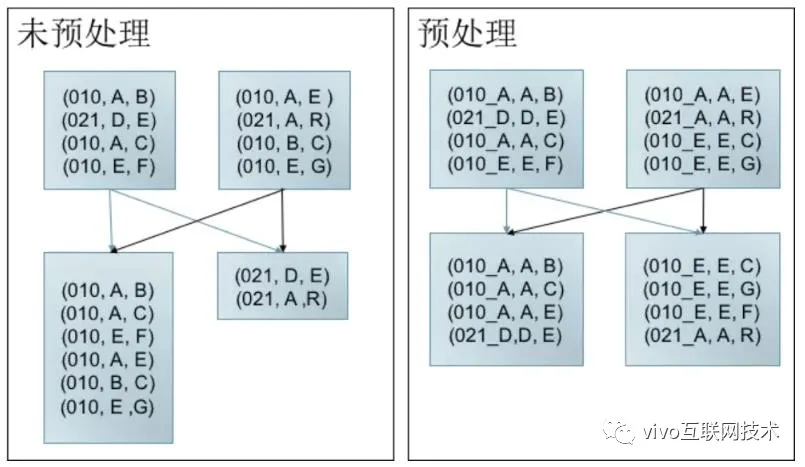 未预处理
(010, A, B)
(021, D, E)
(010, A, C)
(010, E, F)
(010, A, E )
(021, A, R)
(010, B, C)
(010, E, G)
(010, A, B)
(010, A, C)
(010, E, F)
(010, A, E)
(010, B, C)
(010, E ,G)
(021, D, E)
(021, A ,R)
预处理
(010_A, A, B)
(021_D, D, E)
(010_A, A, C)
(010_E, E, F)
(010_A, A, E)
(021_A, A, R)
(010_E, E, C)
(010_E, E, G)
(010_A, A, B)
(010_A, A, C)
(010_A, A, E)
(021_D,D, E)
(010_E, E, C)
(010_E, E, G)
(010_E, E, F)
(021_A, A, R)
vivo互联网技术